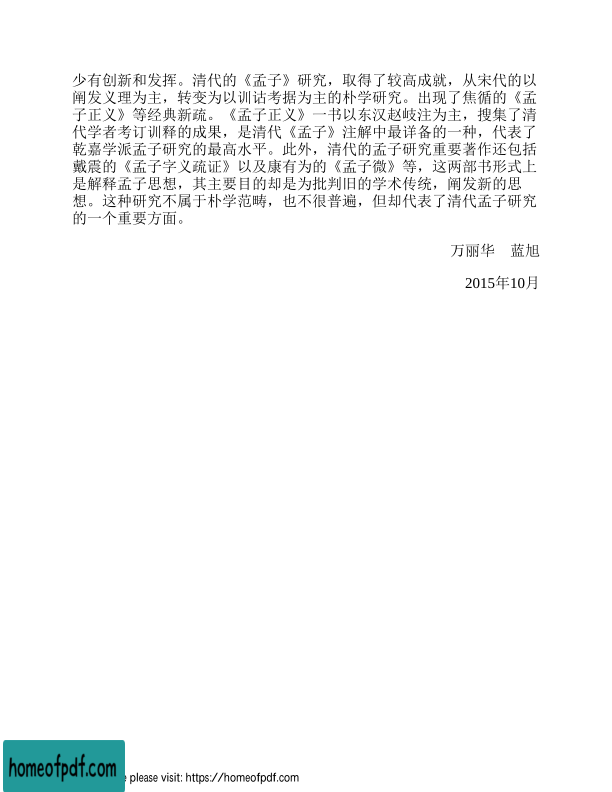 少有创新和发挥。清代的《孟子》研究，取得了较高成就，从宋代的以
阐发义理为主，转变为以训诂考据为主的朴学研究。出现了焦循的《孟
子正义》等经典新疏。《孟子正义》一书以东汉赵岐注为主，搜集了清
代学者考订训释的成果，是清代《孟子》注解中最详备的一种，代表了
乾嘉学派孟子研究的最高水平。此外，清代的孟子研究重要著作还包括
戴震的《孟子字义疏证》以及康有为的《孟子微》等，这两部书形式上
是解释孟子思想，其主要目的却是为批判旧的学术传统，阐发新的思
想。这种研究不属于朴学范畴，也不很普遍，但却代表了清代孟子研究
的一个重要方面。
万丽华　蓝旭
2015年10月
homeofpdf.com
please visit: https://homeofpdf.com